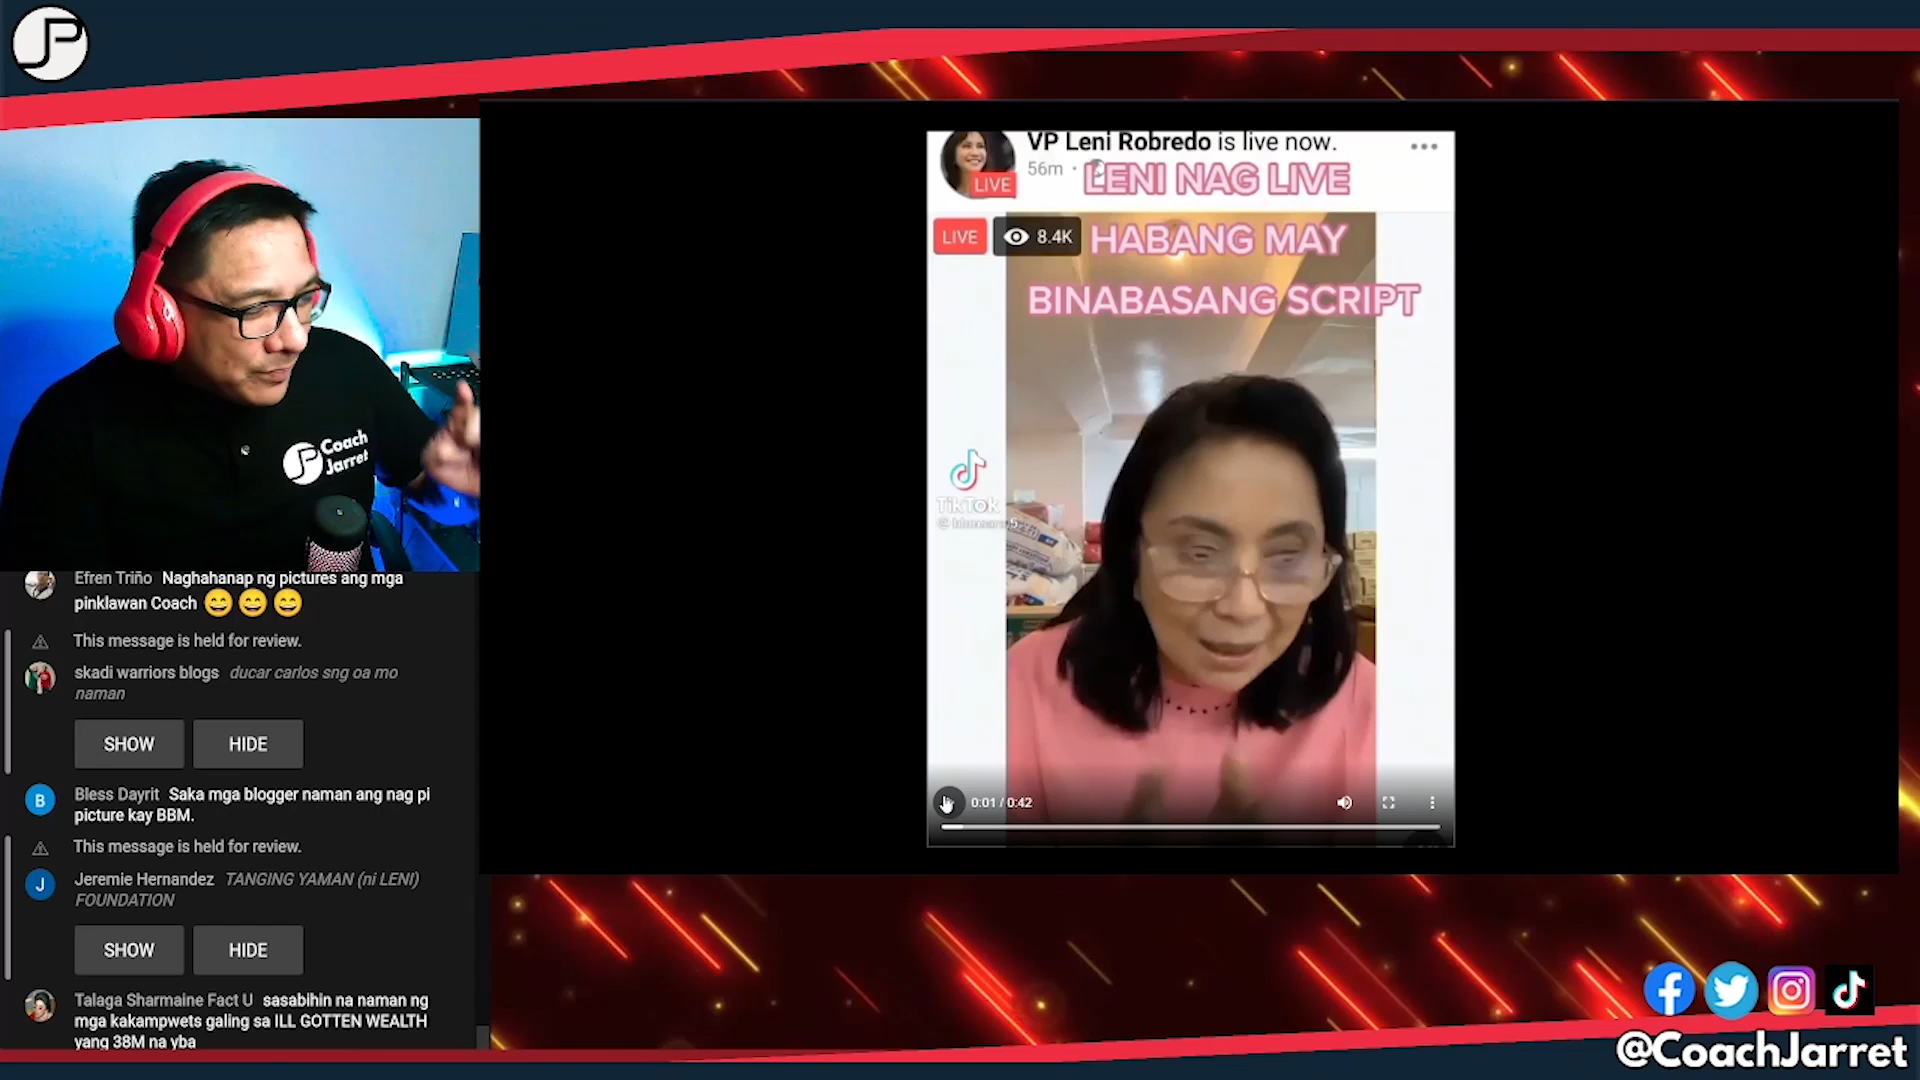 JP
VP Leni Robredo is live now.
56m ·
LIVE
LENI NAG LIVE
LIVE
8.4K
HABANG MAY
BINABASANG SCRIPT
TikTok
Coach
Jarret
0:01 / 0:42
Efren Triño Naghahanap ng pictures ang mga
pinklawan Coach 😄 😄 😄
This message is held for review.
skadi warriors blogs ducar carlos sng oa mo
naman
SHOW HIDE
B
Bless Dayrit Saka mga blogger naman ang nag pi
picture kay BBM.
This message is held for review.
J
Jeremie Hernandez TANGING YAMAN (ni LENI)
FOUNDATION
SHOW HIDE
Talaga Sharmaine Fact U sasabihin na naman ng
mga kakampwets galing sa ILL GOTTEN WEALTH
yang 38M na yba
@CoachJarret